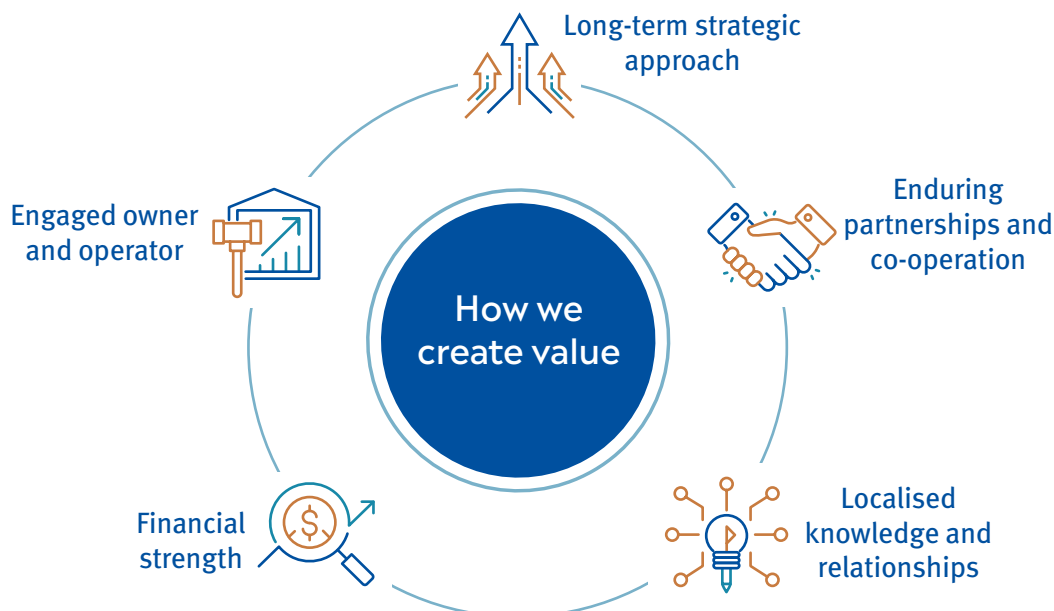 Long-term strategic
approach
Enduring
partnerships and
co-operation
Localised
knowledge and
relationships
Financial
strength
Engaged owner
and operator
How we
create value
$